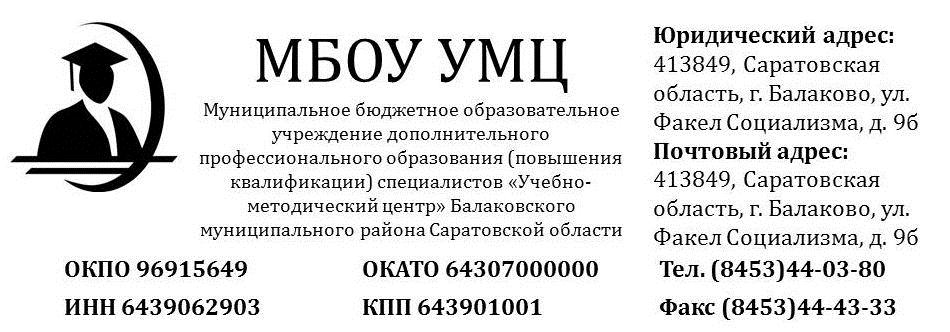 МБОУ УМЦ
Муниципальное бюджетное образовательное
учреждение дополнительного
профессионального образования (повышения
квалификации) специалистов «Учебно-
методический центр» Балаковского
муниципального района Саратовской области
Юридический адрес:
413849, Саратовская
область, г. Балаково, ул.
Факел Социализма, д. 9б
Почтовый адрес:
413849, Саратовская
область, г. Балаково, ул.
Факел Социализма, д. 9б
ОКПО 96915649 ОКАТО 64307000000 Тел. (8453)44-03-80
ИНН 6439062903 КПП 643901001 Факс (8453)44-43-33